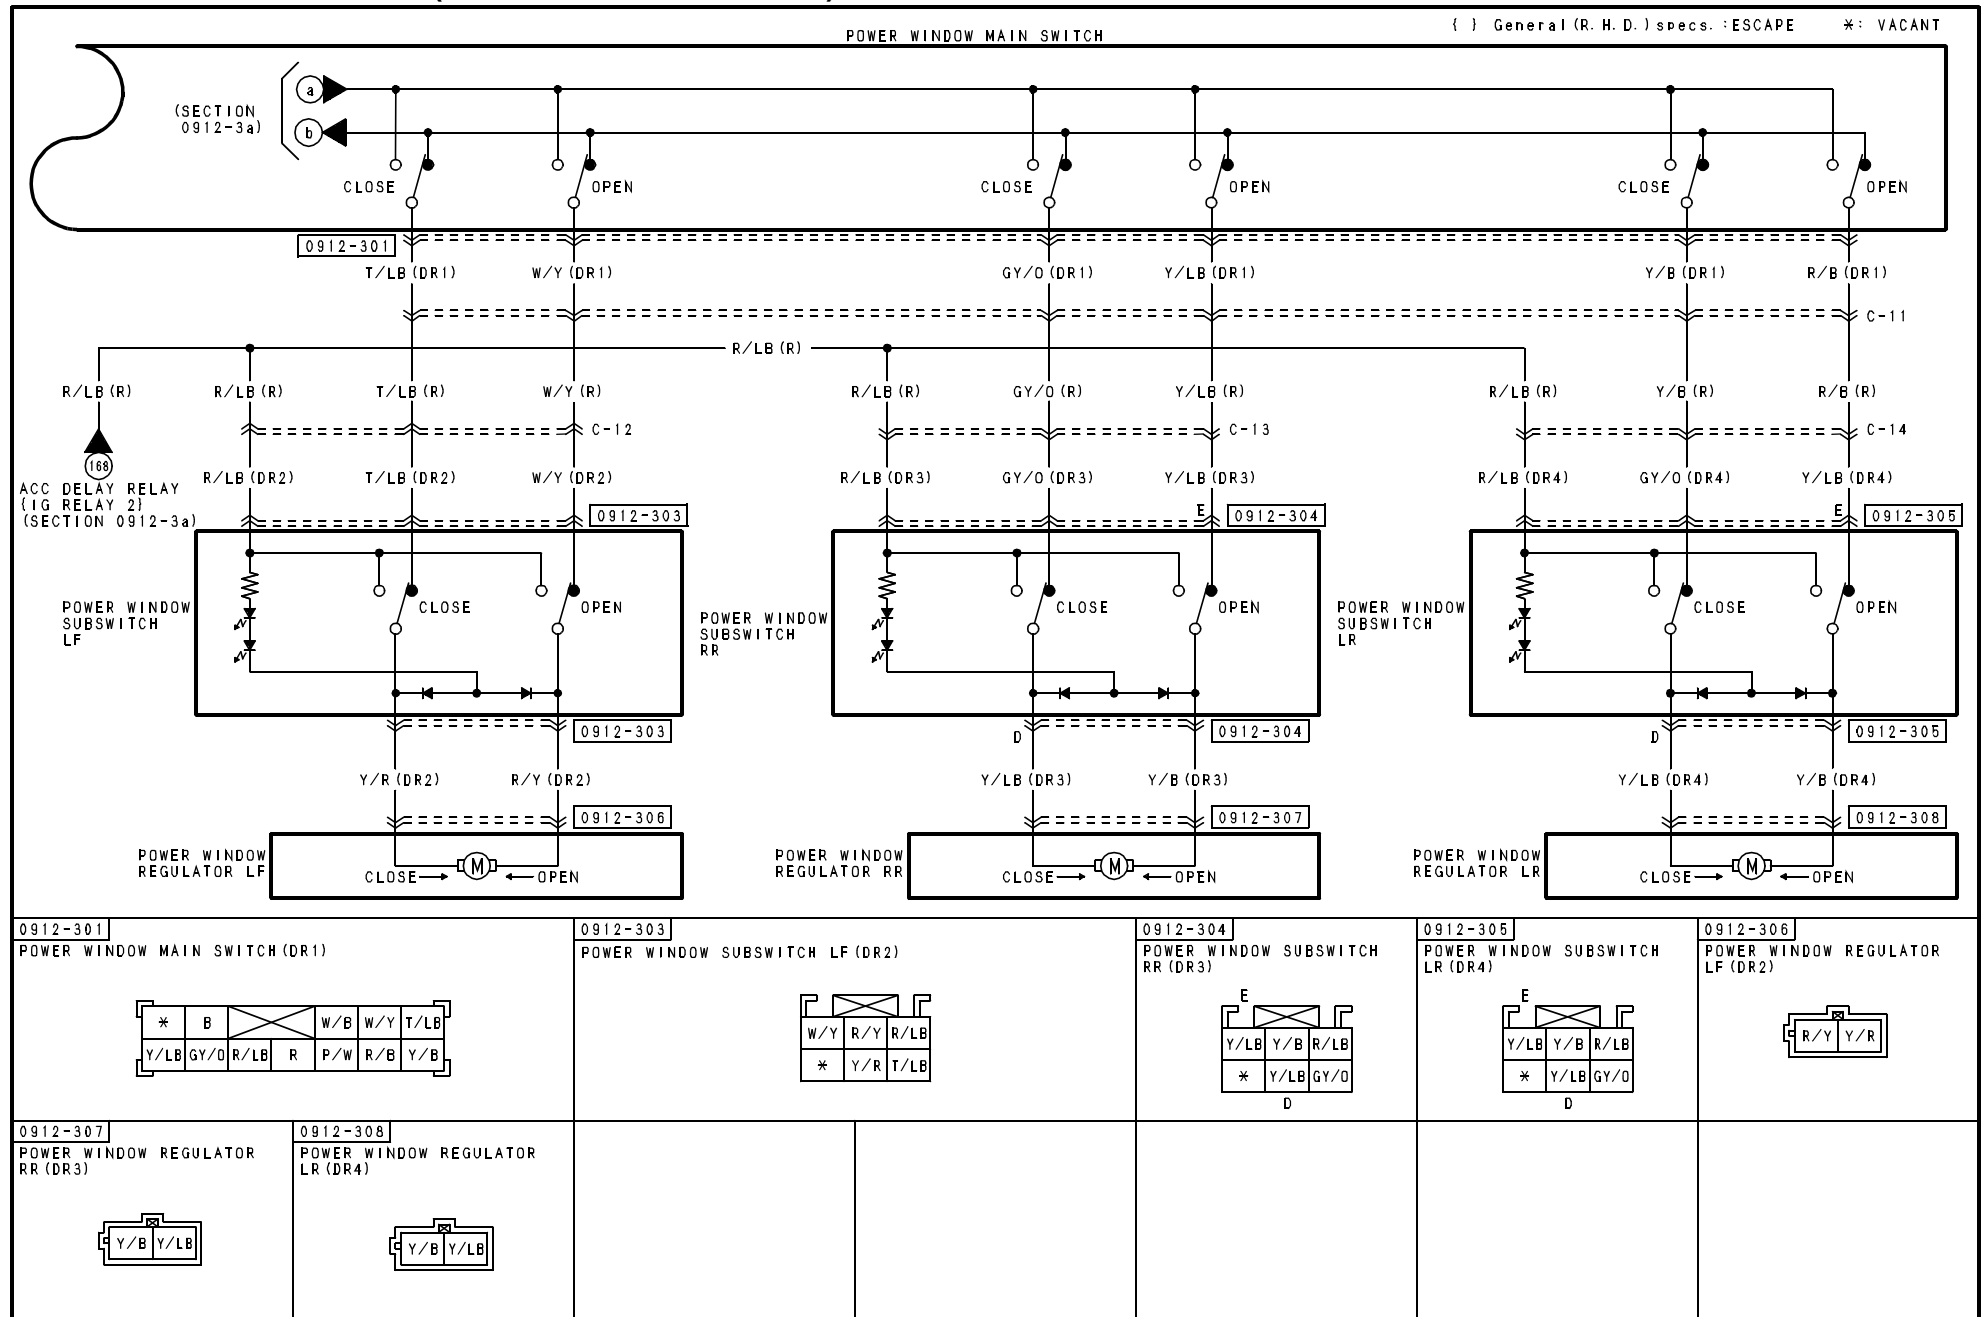 { } General (R.H.D.) specs. :ESCAPE *: VACANT
POWER WINDOW MAIN SWITCH
a
(SECTION
0912-3a)
b
CLOSE OPEN CLOSE OPEN CLOSE OPEN
0912-301
T/LB (DR1) W/Y (DR1) GY/O (DR1) Y/LB (DR1) Y/B (DR1) R/B (DR1)
C-11
R/LB (R)
R/LB (R) R/LB (R) T/LB (R) W/Y (R) R/LB (R) GY/O (R) Y/LB (R) R/LB (R) Y/B (R) R/B (R)
C-12 C-13 C-14
168
R/LB (DR2) T/LB (DR2) W/Y (DR2) R/LB (DR3) GY/O (DR3) Y/LB (DR3) R/LB (DR4) GY/O (DR4) Y/LB (DR4)
ACC DELAY RELAY
{IG RELAY 2}
(SECTION 0912-3a)
0912-303 E 0912-304 E 0912-305
POWER WINDOW
SUBSWITCH
LF
CLOSE OPEN
POWER WINDOW
SUBSWITCH
RR
CLOSE OPEN
POWER WINDOW
SUBSWITCH
LR
CLOSE OPEN
0912-303 D 0912-304 D 0912-305
Y/R (DR2) R/Y (DR2) Y/LB (DR3) Y/B (DR3) Y/LB (DR4) Y/B (DR4)
0912-306 0912-307 0912-308
POWER WINDOW
REGULATOR LF
M
CLOSE OPEN
POWER WINDOW
REGULATOR RR
M
CLOSE OPEN
POWER WINDOW
REGULATOR LR
M
CLOSE OPEN
0912-301
POWER WINDOW MAIN SWITCH (DR1)
* B W/B W/Y T/LB
Y/LB GY/O R/LB R P/W R/B Y/B
0912-303
POWER WINDOW SUBSWITCH LF (DR2)
W/Y R/Y R/LB
* Y/R T/LB
0912-304
POWER WINDOW SUBSWITCH
RR (DR3)
E
Y/LB Y/B R/LB
* Y/LB GY/O
D
0912-305
POWER WINDOW SUBSWITCH
LR (DR4)
E
Y/LB Y/B R/LB
* Y/LB GY/O
D
0912-306
POWER WINDOW REGULATOR
LF (DR2)
R/Y Y/R
0912-307
POWER WINDOW REGULATOR
RR (DR3)
Y/B Y/LB
0912-308
POWER WINDOW REGULATOR
LR (DR4)
Y/B Y/LB